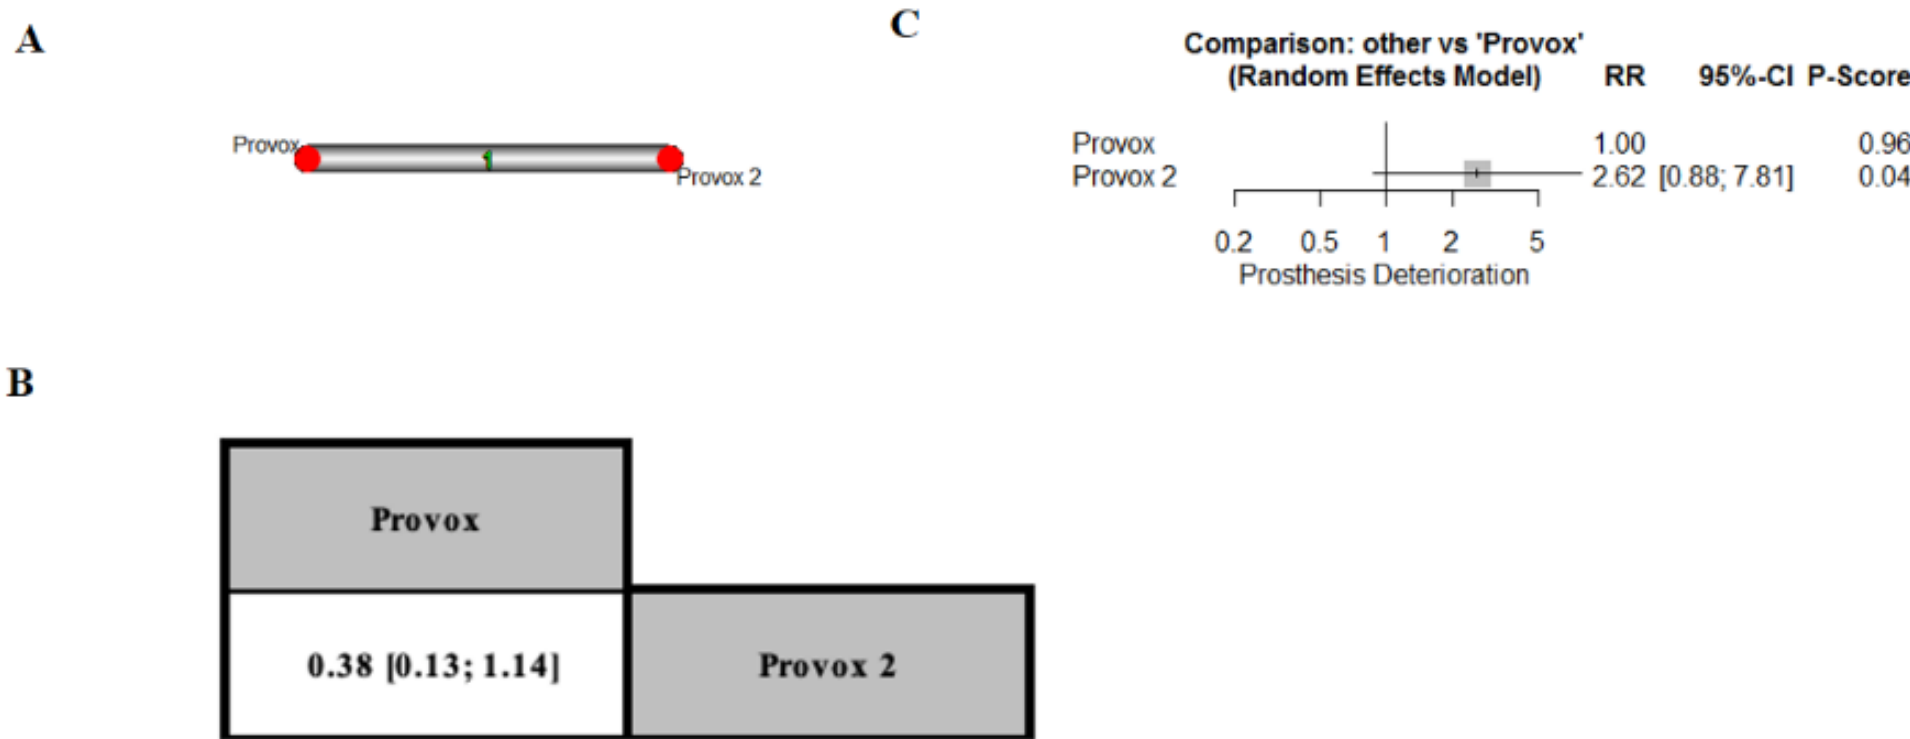 A
Provox
1
Provox 2
B
Provox
0.38 [0.13; 1.14]
Provox 2
C
Comparison: other vs 'Provox'
(Random Effects Model) RR 95%-CI P-Score
Provox 1.00 0.96
Provox 2 2.62 [0.88; 7.81] 0.04
0.2 0.5 1 2 5
Prosthesis Deterioration